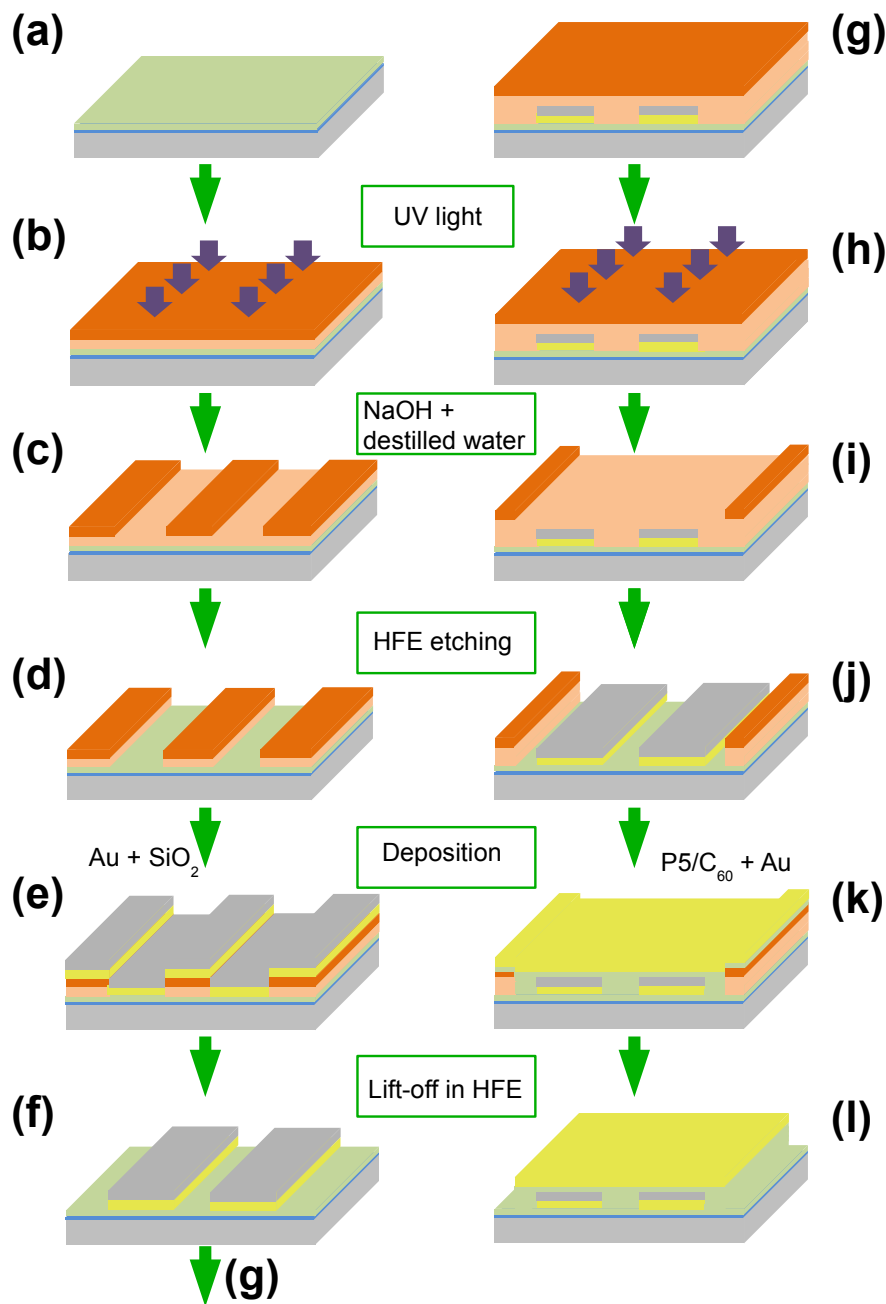 (a)
(g)
UV light
(b)
(h)
NaOH +
destilled water
(c)
(i)
HFE etching
(d)
(j)
Deposition
Au + SiO₂
P5/C₆₀ + Au
(e)
(k)
Lift-off in HFE
(f)
(l)
(g)